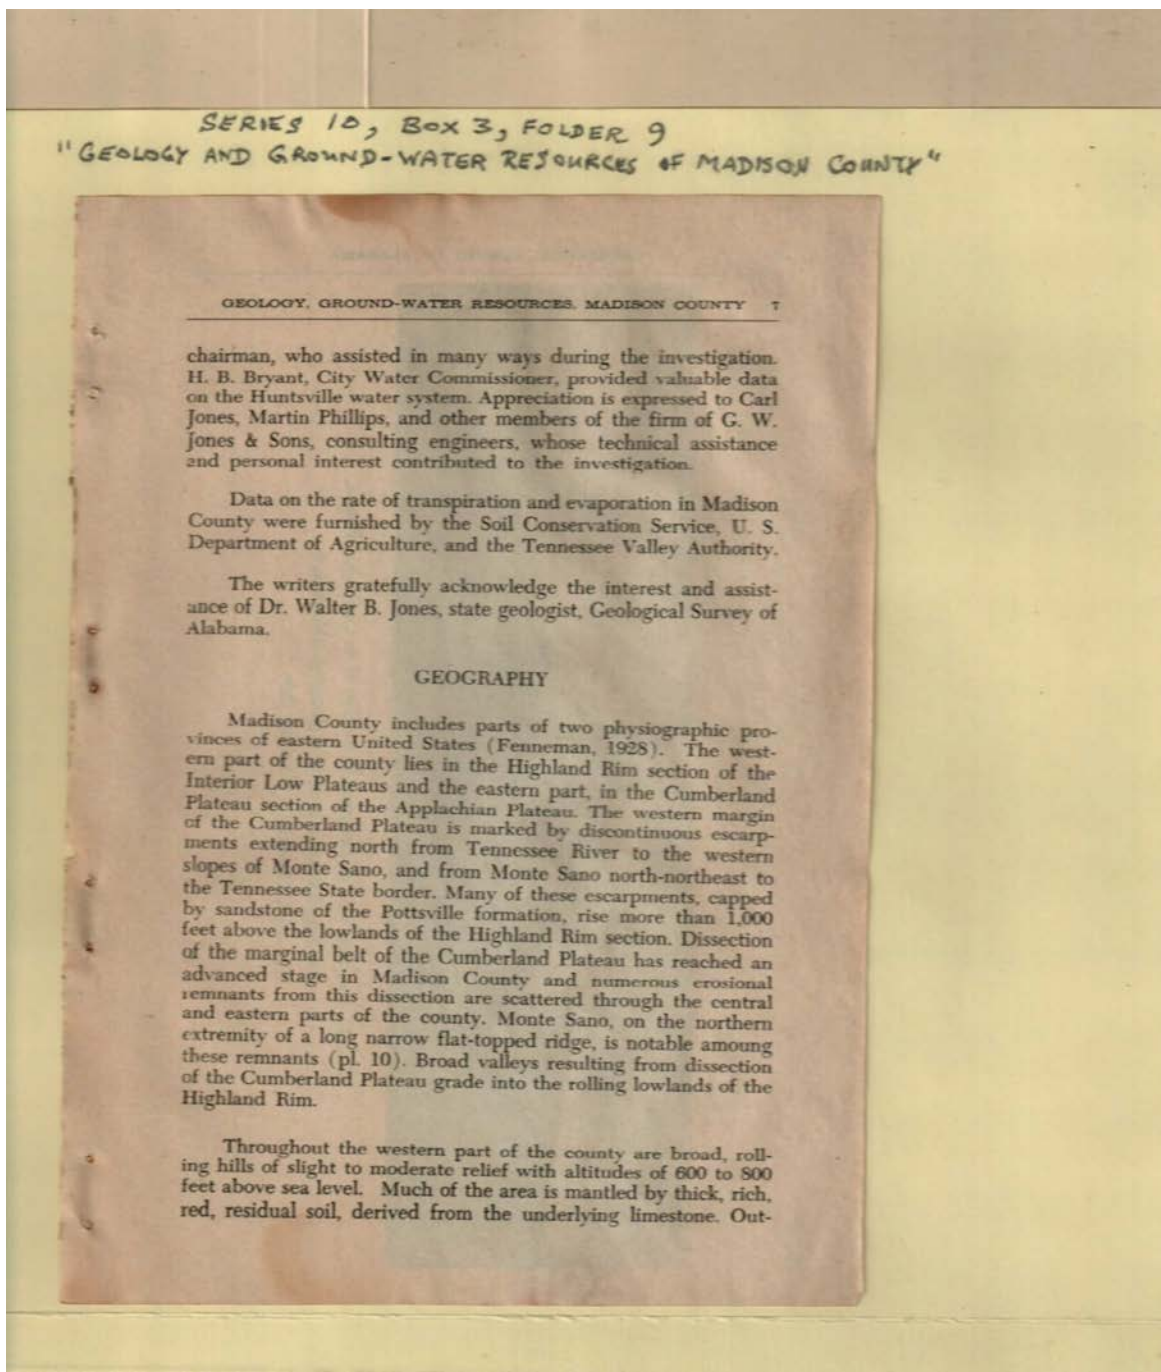 SERIES 10, BOX 3, FOLDER 9
"GEOLOGY AND GROUND-WATER RESOURCES OF MADISON COUNTY"
GEOLOGY, GROUND-WATER RESOURCES, MADISON COUNTY 7
chairman, who assisted in many ways during the investigation.
H. B. Bryant, City Water Commissioner, provided valuable data
on the Huntsville water system. Appreciation is expressed to Carl
Jones, Martin Phillips, and other members of the firm of G. W.
Jones & Sons, consulting engineers, whose technical assistance
and personal interest contributed to the investigation.
Data on the rate of transpiration and evaporation in Madison
County were furnished by the Soil Conservation Service, U. S.
Department of Agriculture, and the Tennessee Valley Authority.
The writers gratefully acknowledge the interest and assist-
ance of Dr. Walter B. Jones, state geologist, Geological Survey of
Alabama.
GEOGRAPHY
Madison County includes parts of two physiographic pro-
vinces of eastern United States (Fenneman, 1928). The west-
ern part of the county lies in the Highland Rim section of the
Interior Low Plateaus and the eastern part, in the Cumberland
Plateau section of the Applachian Plateau. The western margin
of the Cumberland Plateau is marked by discontinuous escarp-
ments extending north from Tennessee River to the western
slopes of Monte Sano, and from Monte Sano north-northeast to
the Tennessee State border. Many of these escarpments, capped
by sandstone of the Pottsville formation, rise more than 1,000
feet above the lowlands of the Highland Rim section. Dissection
of the marginal belt of the Cumberland Plateau has reached an
advanced stage in Madison County and numerous erosional
remnants from this dissection are scattered through the central
and eastern parts of the county. Monte Sano, on the northern
extremity of a long narrow flat-topped ridge, is notable amoung
these remnants (pl. 10). Broad valleys resulting from dissection
of the Cumberland Plateau grade into the rolling lowlands of the
Highland Rim.
Throughout the western part of the county are broad, roll-
ing hills of slight to moderate relief with altitudes of 600 to 800
feet above sea level. Much of the area is mantled by thick, rich,
red, residual soil, derived from the underlying limestone. Out-